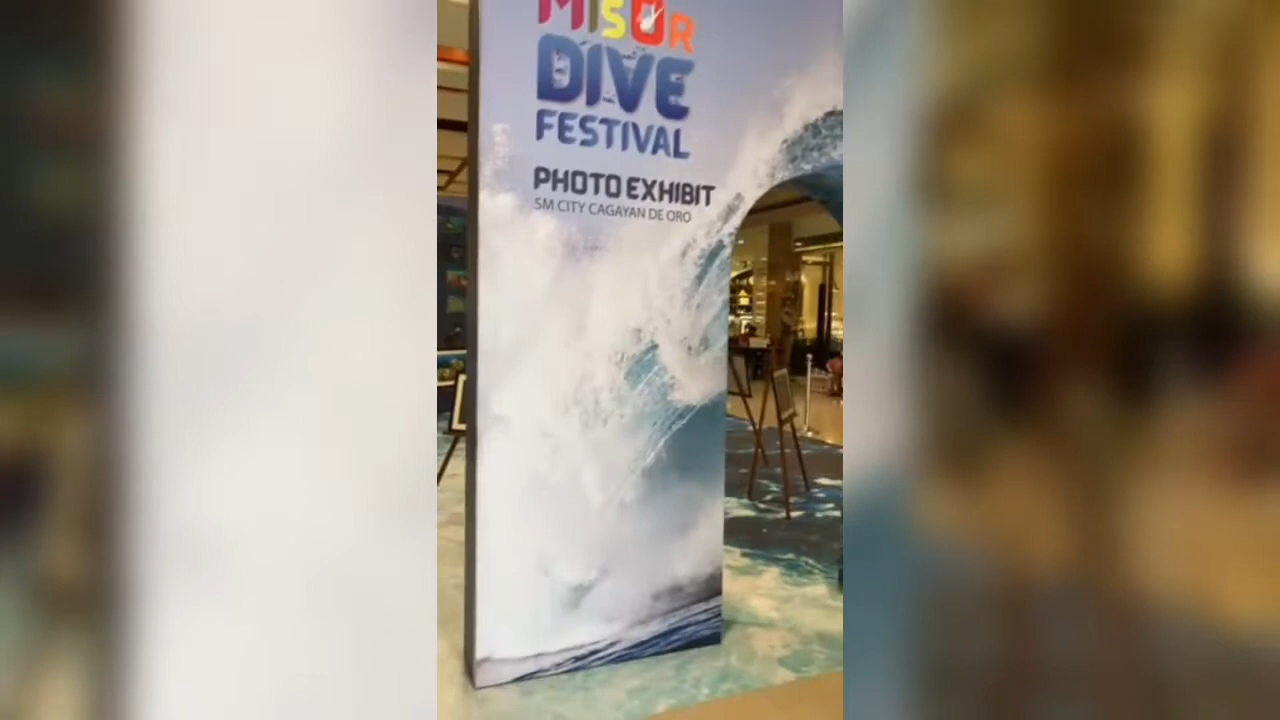 MISOR
DIVE
FESTIVAL
PHOTO EXHIBIT
SM CITY CAGAYAN DE ORO